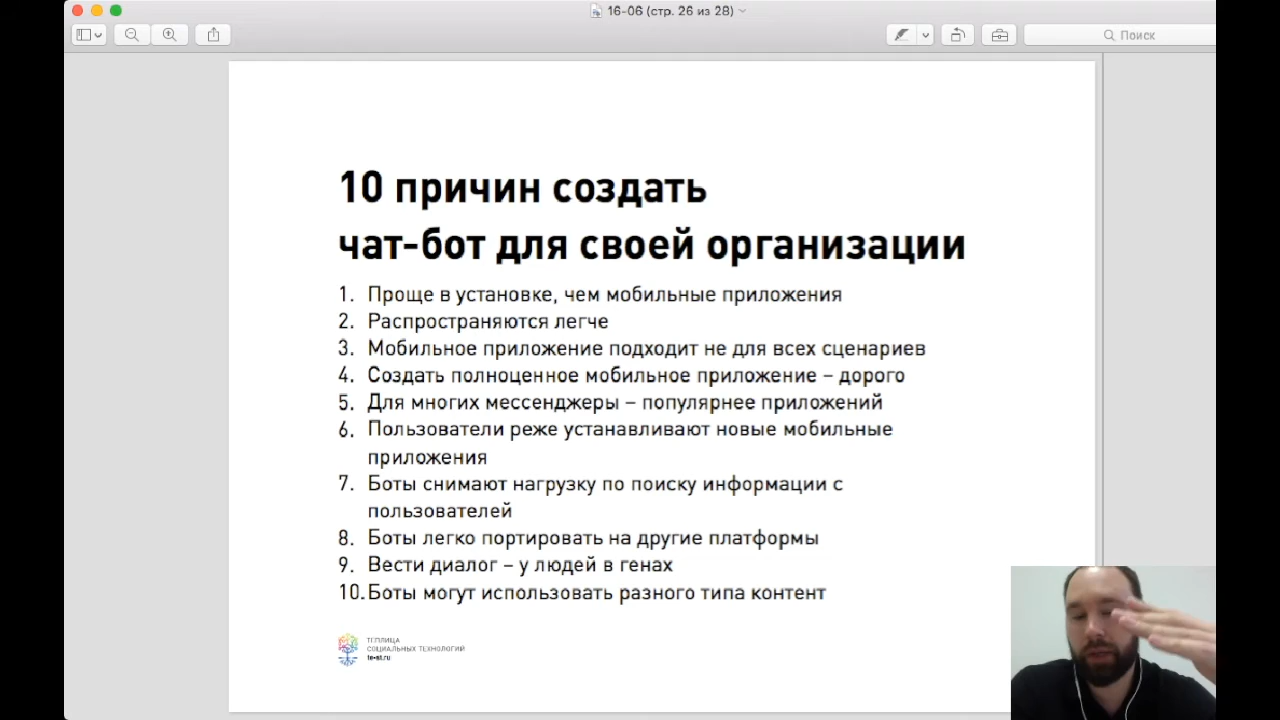 16-06 (стр. 26 из 28)
Поиск
10 причин создать
чат-бот для своей организации
1. Проще в установке, чем мобильные приложения
2. Распространяются легче
3. Мобильное приложение подходит не для всех сценариев
4. Создать полноценное мобильное приложение – дорого
5. Для многих мессенджеры – популярнее приложений
6. Пользователи реже устанавливают новые мобильные
приложения
7. Боты снимают нагрузку по поиску информации с
пользователей
8. Боты легко портировать на другие платформы
9. Вести диалог – у людей в генах
10. Боты могут использовать разного типа контент
ТЕПЛИЦА
СОЦИАЛЬНЫХ ТЕХНОЛОГИЙ
te-st.ru